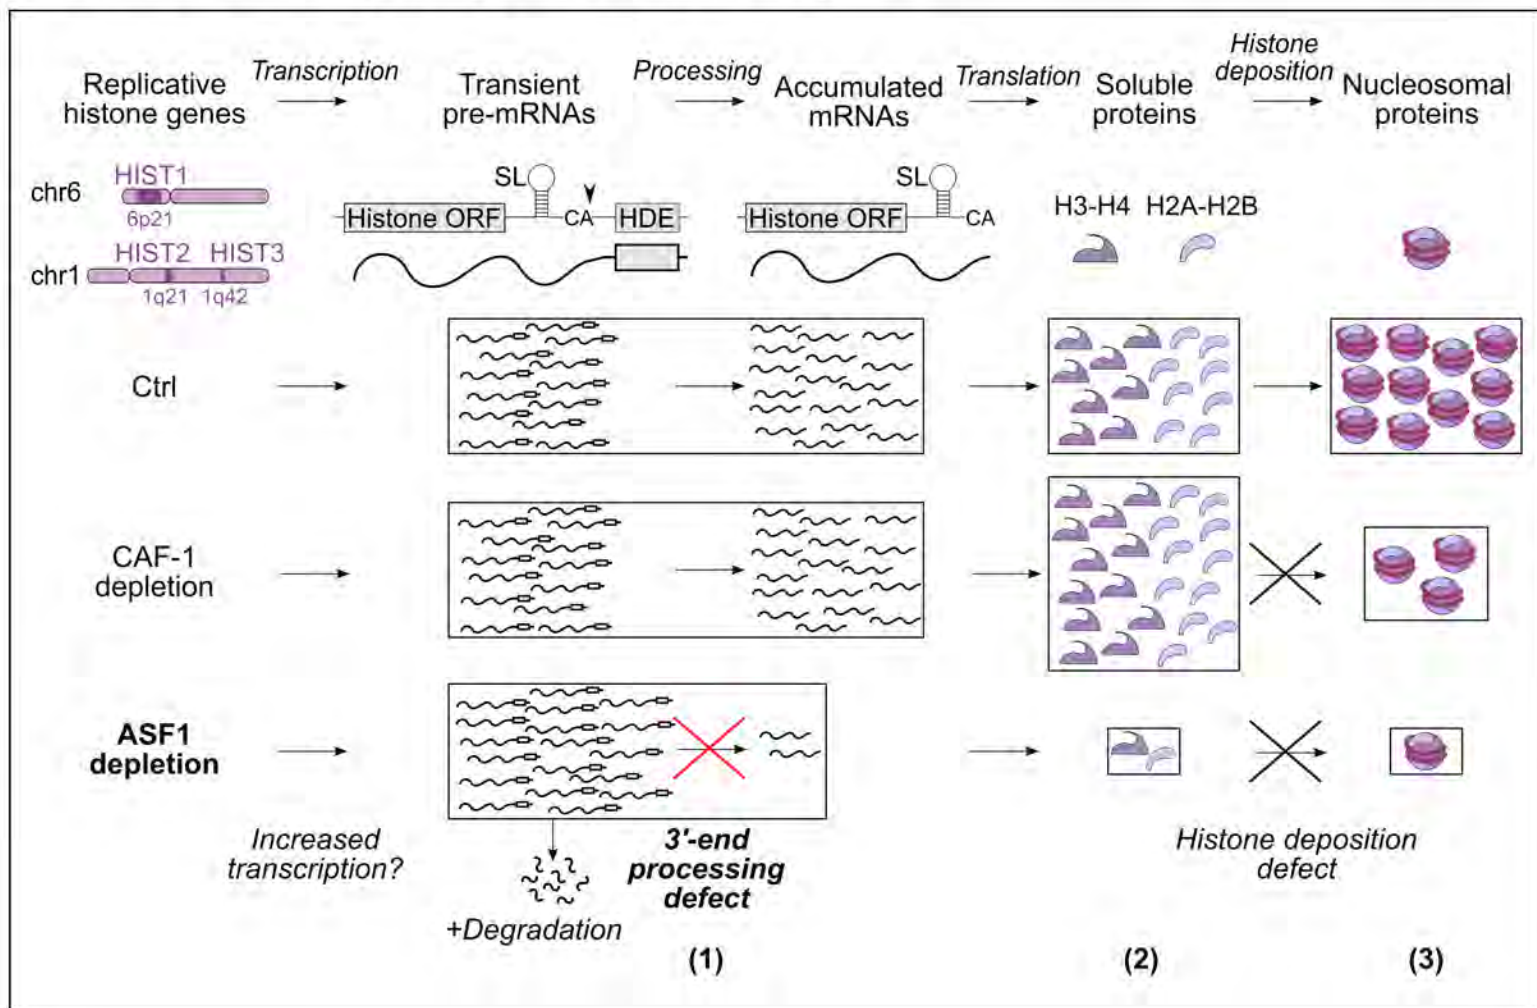 Replicative
histone genes
Transcription
Transient
pre-mRNAs
Processing
Accumulated
mRNAs
Translation
Soluble
proteins
Histone
deposition
Nucleosomal
proteins
chr6
HIST1
6p21
chr1
HIST2
HIST3
1q21
1q42
Histone ORF
SL
CA
HDE
Histone ORF
SL
CA
H3-H4
H2A-H2B
Ctrl
CAF-1
depletion
ASF1
depletion
Increased
transcription?
+Degradation
3'-end
processing
defect
Histone deposition
defect
(1)
(2)
(3)